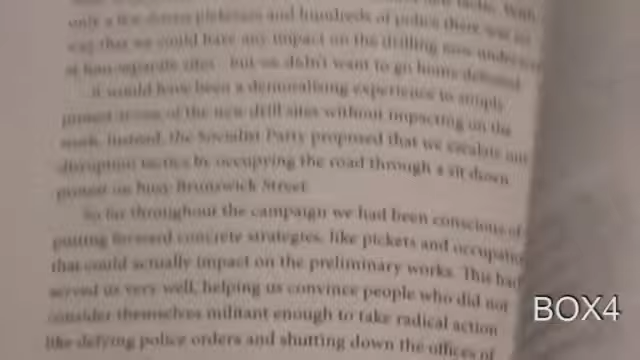 only a few dozen picketers and hundreds of police there was no
way that we could have any impact on the drilling now underway
at four separate sites - but we didn't want to go home defeated.
It would have been a demoralising experience to simply
protest at one of the new drill sites without impacting on the
work. Instead, the Socialist Party proposed that we escalate our
disruption tactics by occupying the road through a sit down
protest on busy Brunswick Street.
So far throughout the campaign we had been conscious of
putting forward concrete strategies, like pickets and occupations
that could actually impact on the preliminary works. This had
served us very well, helping us convince people who did not
consider themselves militant enough to take radical action
like defying police orders and shutting down the offices of
BOX4